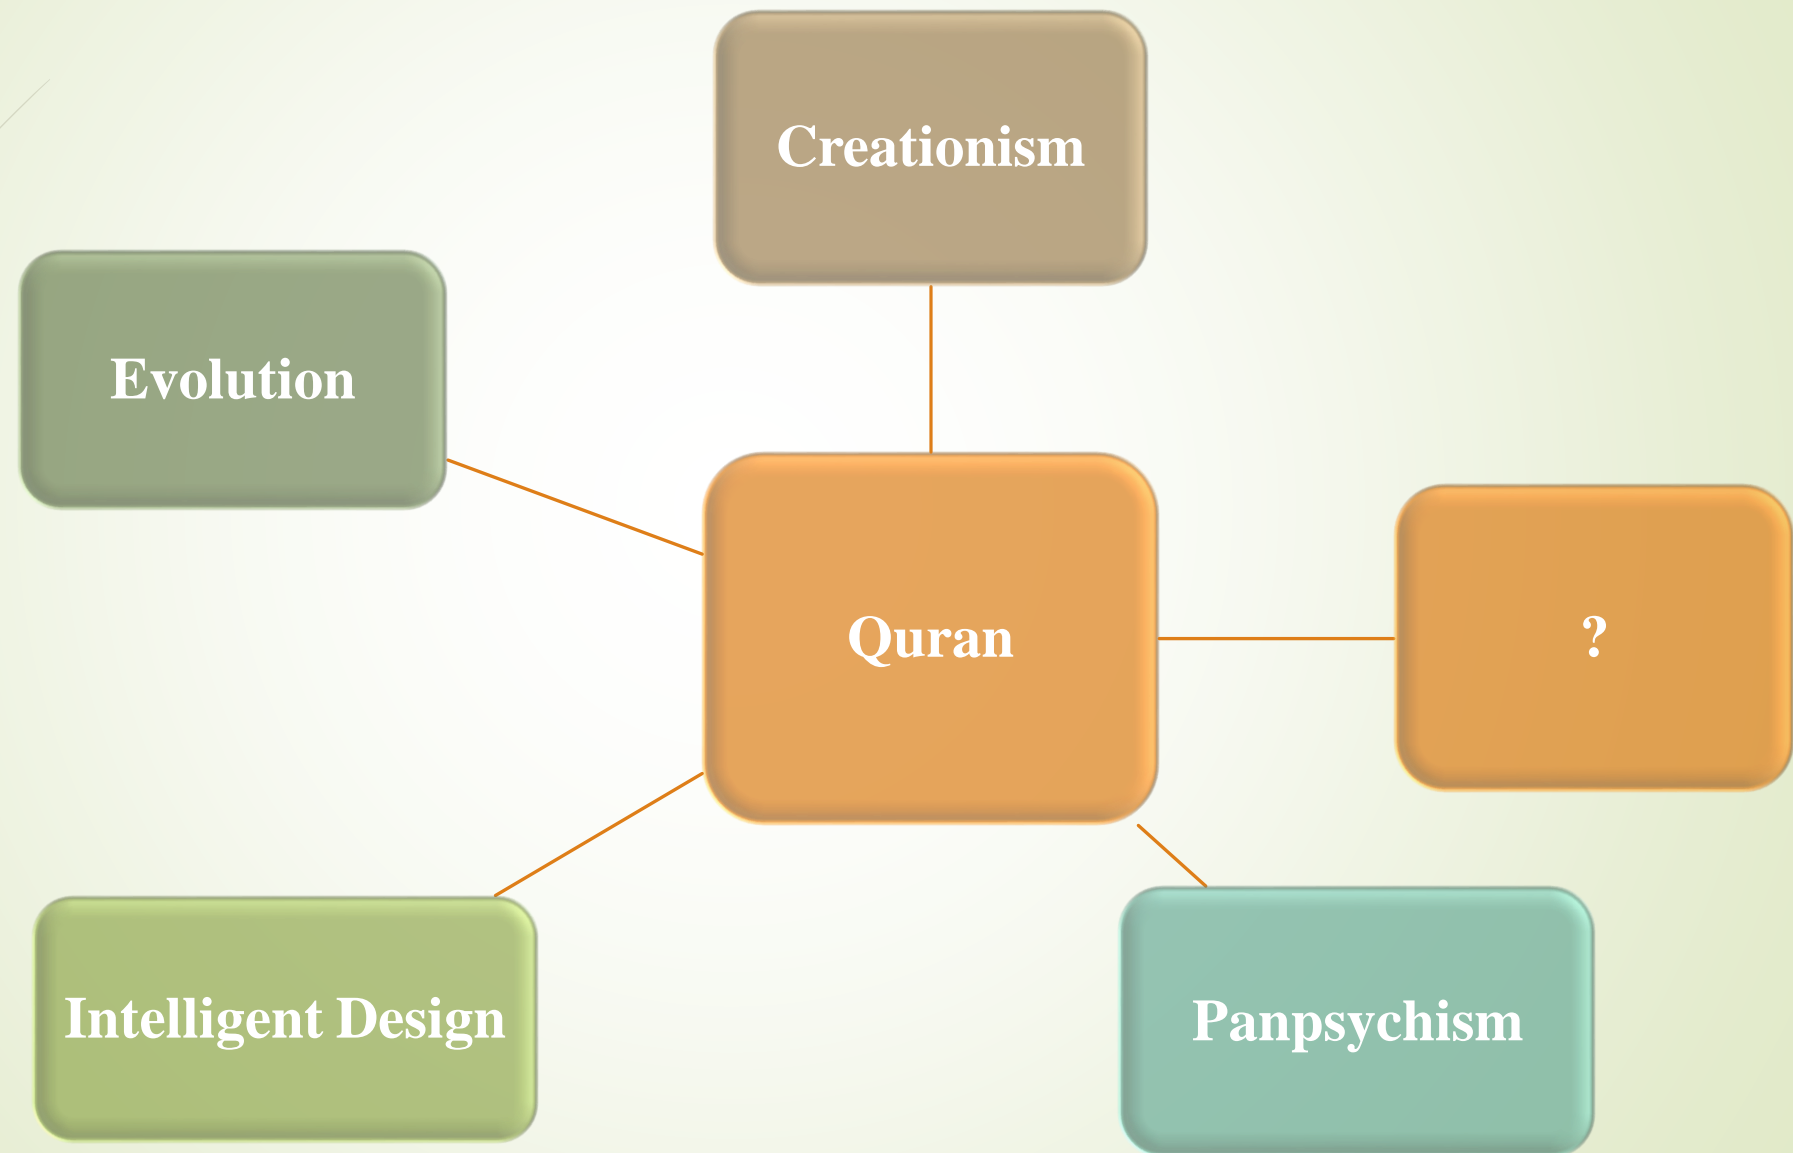 Creationism
Evolution
Quran
?
Intelligent Design
Panpsychism